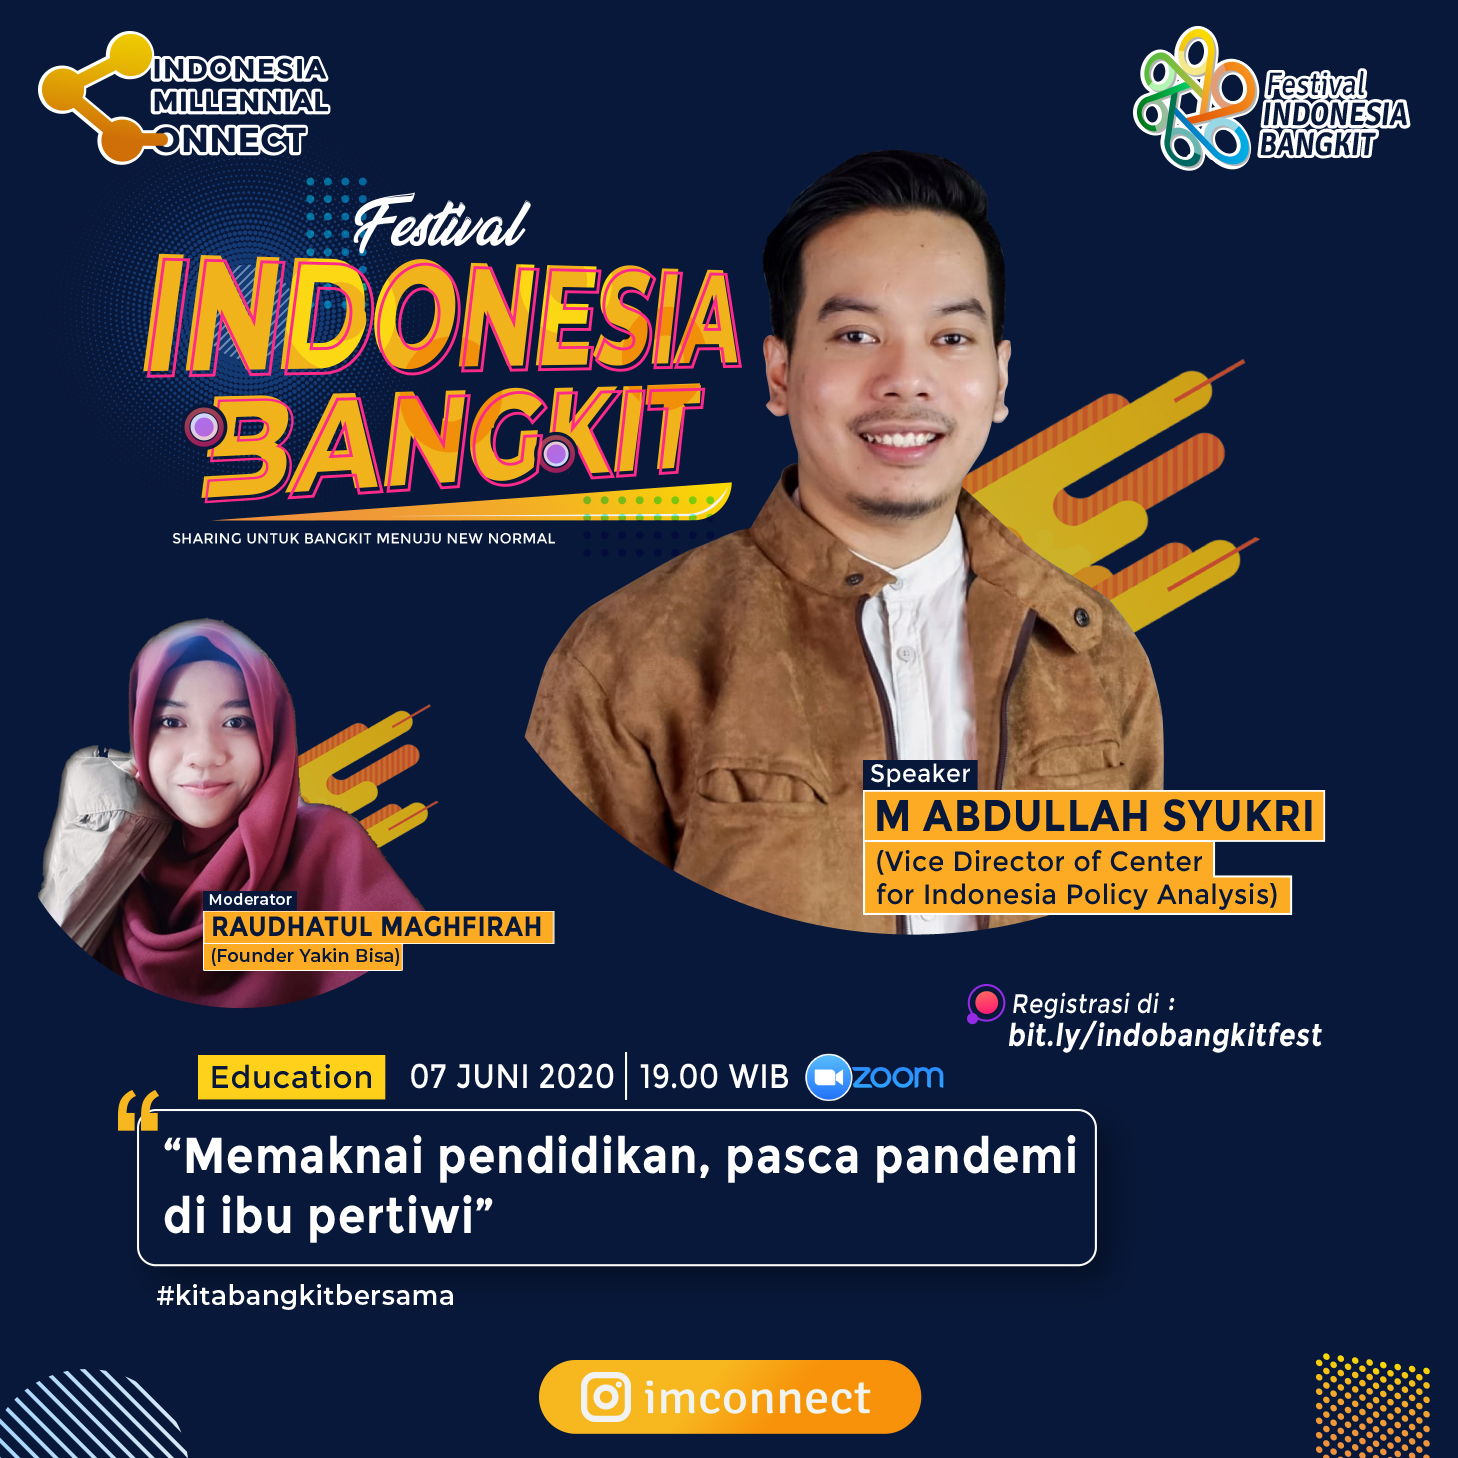 INDONESIA
MILLENNIAL
CONNECT
Festival
INDONESIA
BANGKIT
Festival
INDONESIA
BANGKIT
SHARING UNTUK BANGKIT MENUJU NEW NORMAL
Speaker
M ABDULLAH SYUKRI
(Vice Director of Center
for Indonesia Policy Analysis)
Moderator
RAUDHATUL MAGHFIRAH
(Founder Yakin Bisa)
Registrasi di :
bit.ly/indobangkitfest
Education 07 JUNI 2020 | 19.00 WIB zoom
“Memaknai pendidikan, pasca pandemi
di ibu pertiwi”
#kitabangkitbersama
imconnect